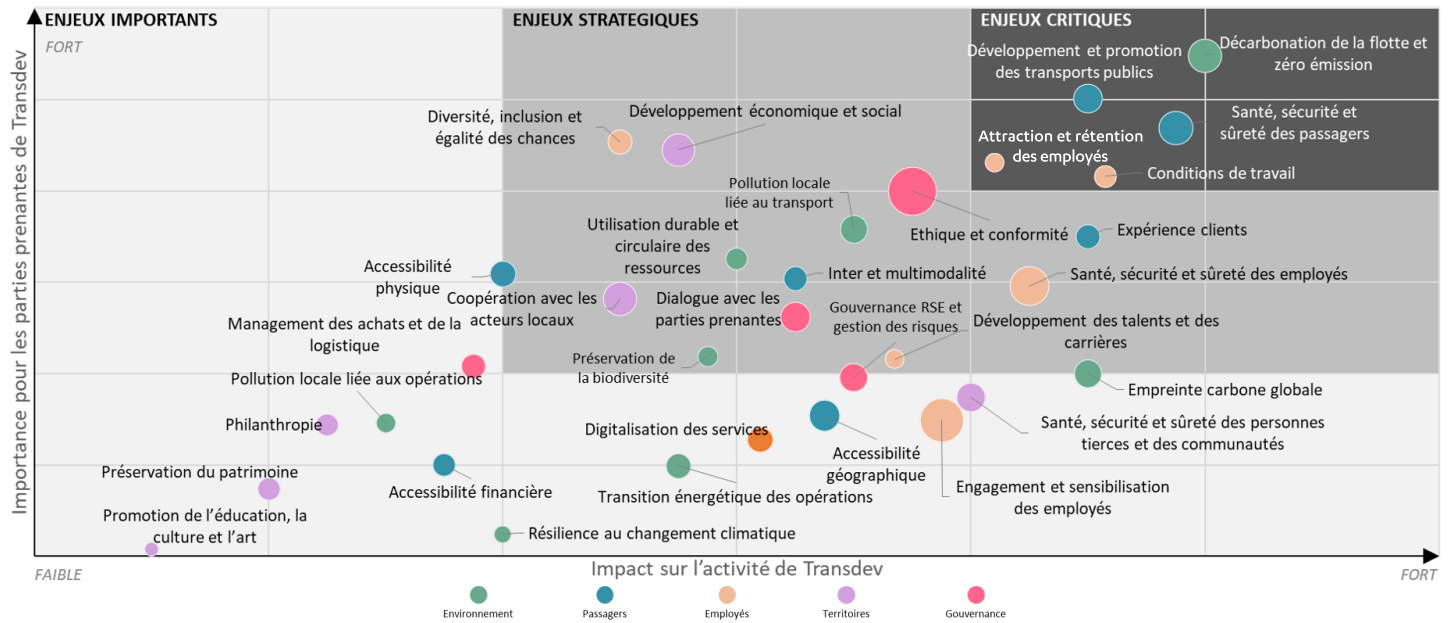 ENJEUX IMPORTANTS
ENJEUX STRATEGIQUES
ENJEUX CRITIQUES
FORT
Importance pour les parties prenantes de Transdev
Développement et promotion
des transports publics
Décarbonation de la flotte et
zéro émission
Diversité, inclusion et
égalité des chances
Développement économique et social
Santé, sécurité et
sûreté des passagers
Attraction et rétention
des employés
Conditions de travail
Pollution locale
liée au transport
Utilisation durable et
circulaire des
ressources
Ethique et conformité
Expérience clients
Accessibilité
physique
Inter et multimodalité
Santé, sécurité et sûreté des employés
Coopération avec les
acteurs locaux
Dialogue avec les
parties prenantes
Gouvernance RSE et
gestion des risques
Développement des talents et des
carrières
Management des achats et de la
logistique
Préservation de
la biodiversité
Pollution locale liée aux opérations
Empreinte carbone globale
Philanthropie
Digitalisation des services
Santé, sécurité et sûreté des personnes
tierces et des communautés
Accessibilité
géographique
Préservation du patrimoine
Accessibilité financière
Transition énergétique des opérations
Engagement et sensibilisation
des employés
Promotion de l’éducation, la
culture et l’art
Résilience au changement climatique
FAIBLE
Impact sur l’activité de Transdev
FORT
Environnement
Passagers
Employés
Territoires
Gouvernance